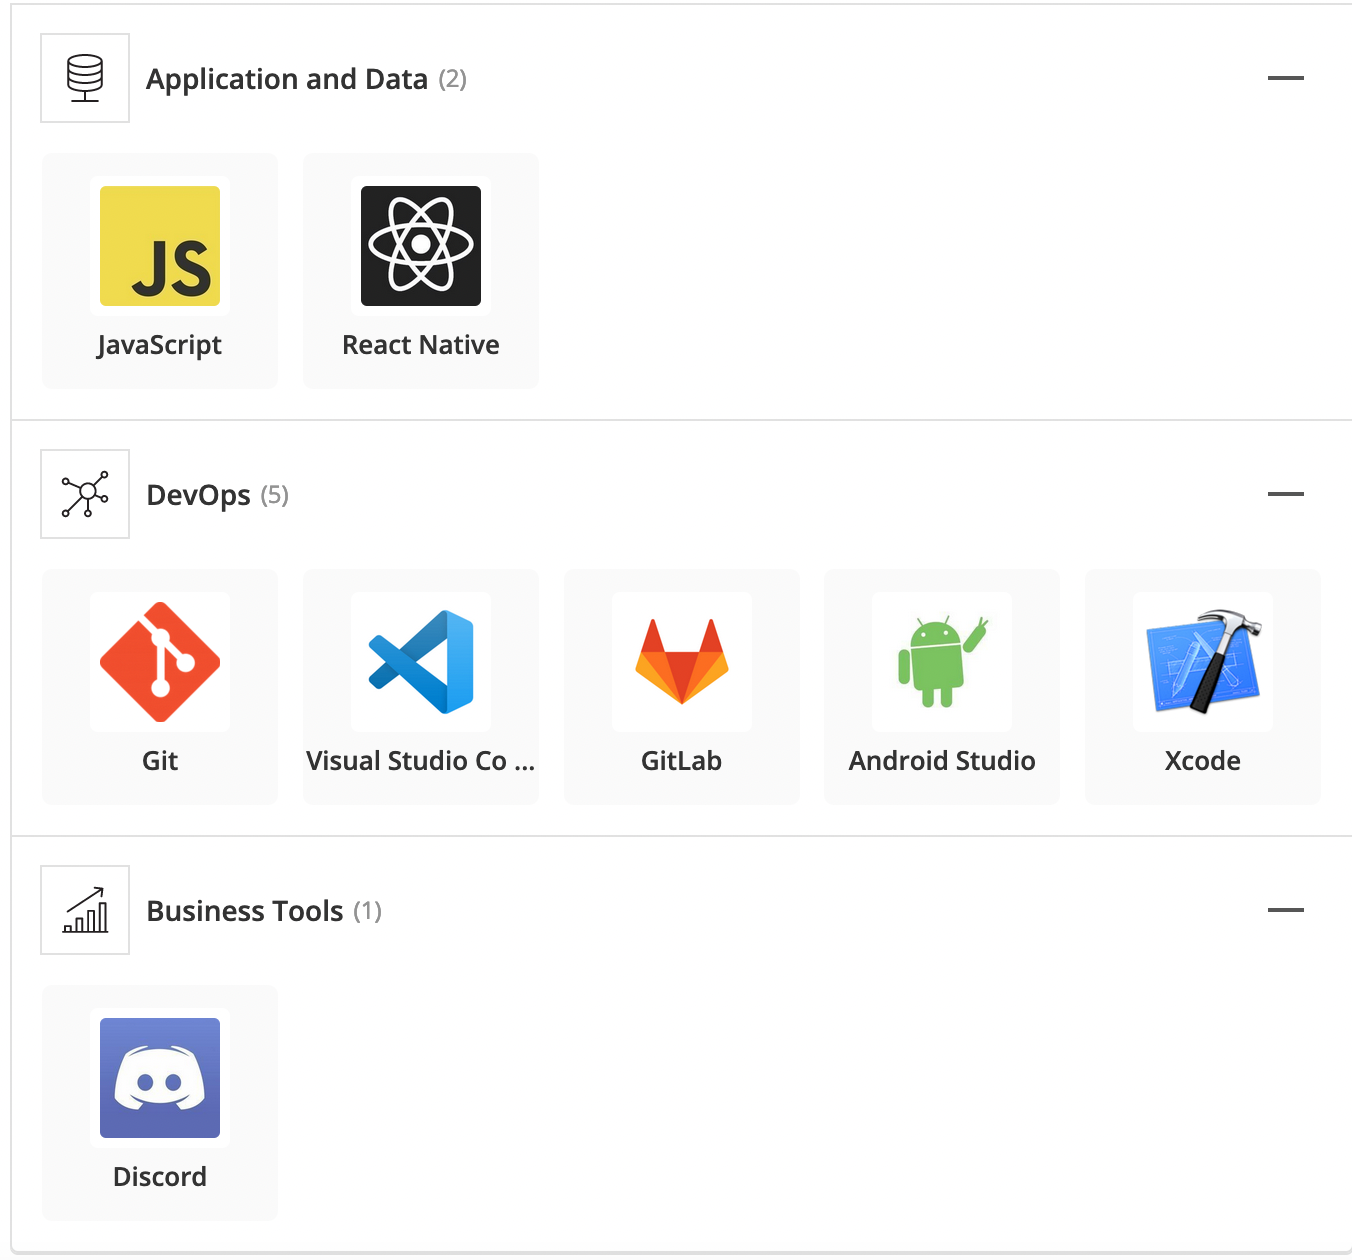 Application and Data (2)
JS
JavaScript
React Native
DevOps (5)
Git
Visual Studio Co ...
GitLab
Android Studio
Xcode
Business Tools (1)
Discord